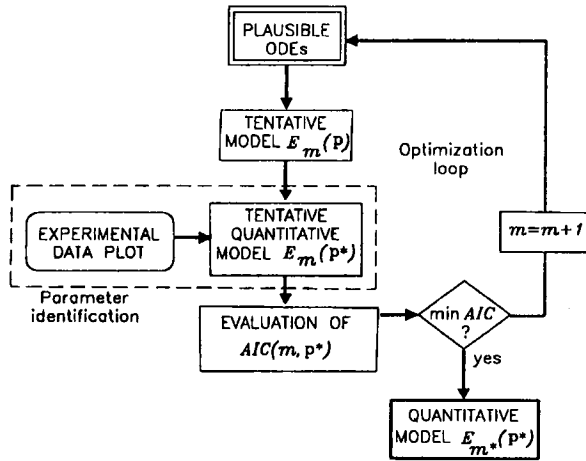 PLAUSIBLE
ODEs
TENTATIVE
MODEL E_m(p)
Optimization
loop
TENTATIVE
QUANTITATIVE
MODEL E_m(p*)
EXPERIMENTAL
DATA PLOT
m=m+1
Parameter
identification
EVALUATION OF
AIC(m, p*)
min AIC
?
yes
QUANTITATIVE
MODEL E_m*(p*)